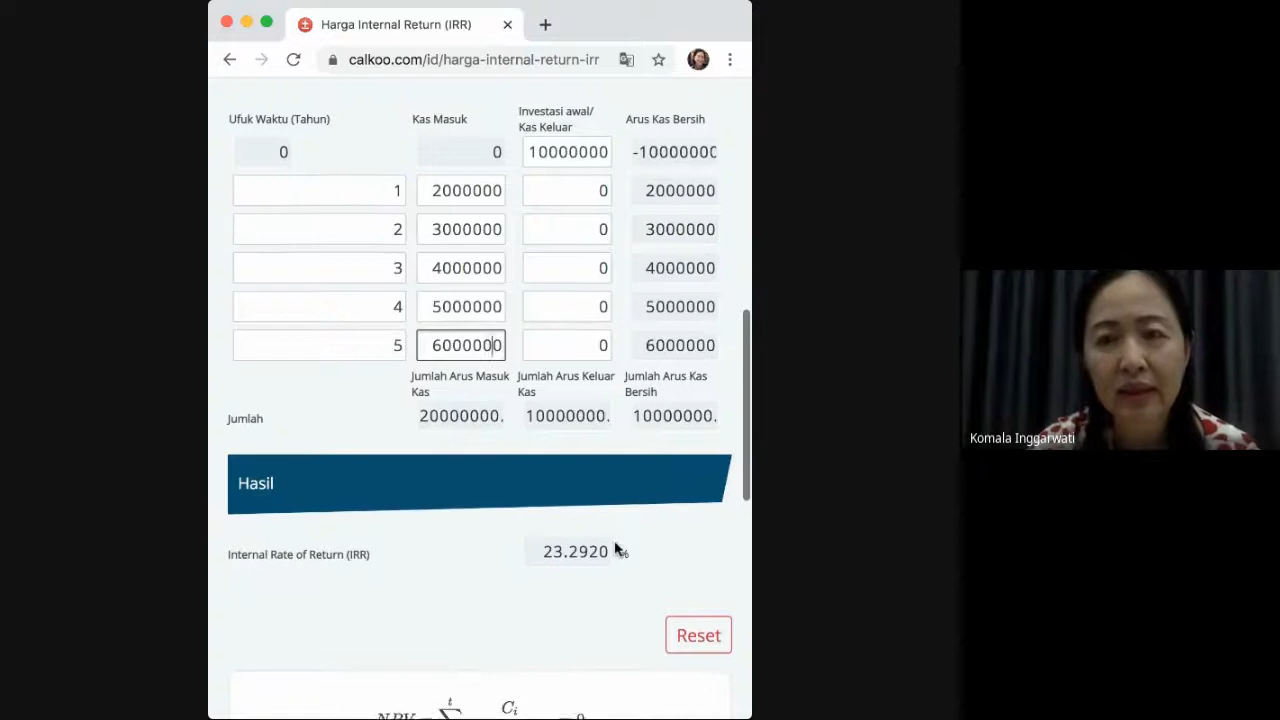 Harga Internal Return (IRR)
calkoo.com/id/harga-internal-return-irr
Ufuk Waktu (Tahun) Kas Masuk Investasi awal/ Kas Keluar Arus Kas Bersih
0 0 10000000 -10000000
1 2000000 0 2000000
2 3000000 0 3000000
3 4000000 0 4000000
4 5000000 0 5000000
5 6000000 0 6000000
Jumlah Arus Masuk Kas Jumlah Arus Keluar Kas Jumlah Arus Kas Bersih
Jumlah 20000000. 10000000. 10000000.
Hasil
Internal Rate of Return (IRR) 23.2920 %
Reset
Komala Inggarwati